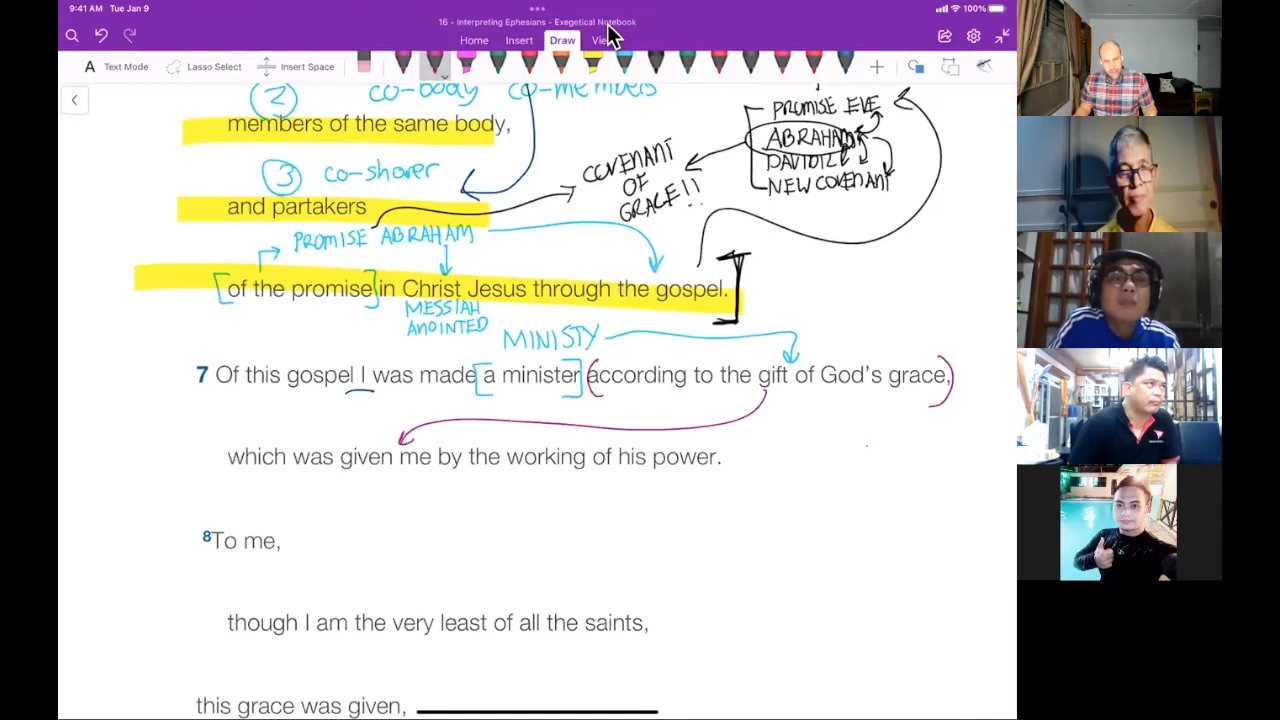 9:41 AM Tue Jan 9
100%
16 - Interpreting Ephesians - Exegetical Notebook
Home Insert Draw
Text Mode Lasso Select Insert Space
2 co-body co-members
members of the same body,
3 co-sharer
and partakers
PROMISE EVE
ABRAHAM
NEW COVENANT
COVENANT
OF
GRACE!!
PROMISE ABRAHAM
[of the promise] in Christ Jesus through the gospel.
MESSIAH
ANOINTED
MINISTY
7 Of this gospel I was made [a minister] (according to the gift of God's grace,)
which was given me by the working of his power.
8 To me,
though I am the very least of all the saints,
this grace was given,